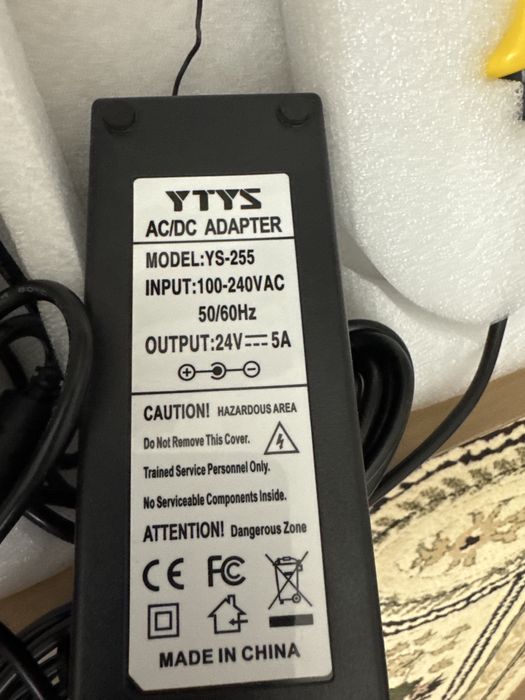 YTYS
AC/DC ADAPTER
MODEL:YS-255
INPUT:100-240VAC
50/60Hz
OUTPUT:24V⎓5A
CAUTION! HAZARDOUS AREA
Do Not Remove This Cover.
Trained Service Personnel Only.
No Serviceable Components Inside.
ATTENTION! Dangerous Zone
CE FC
MADE IN CHINA